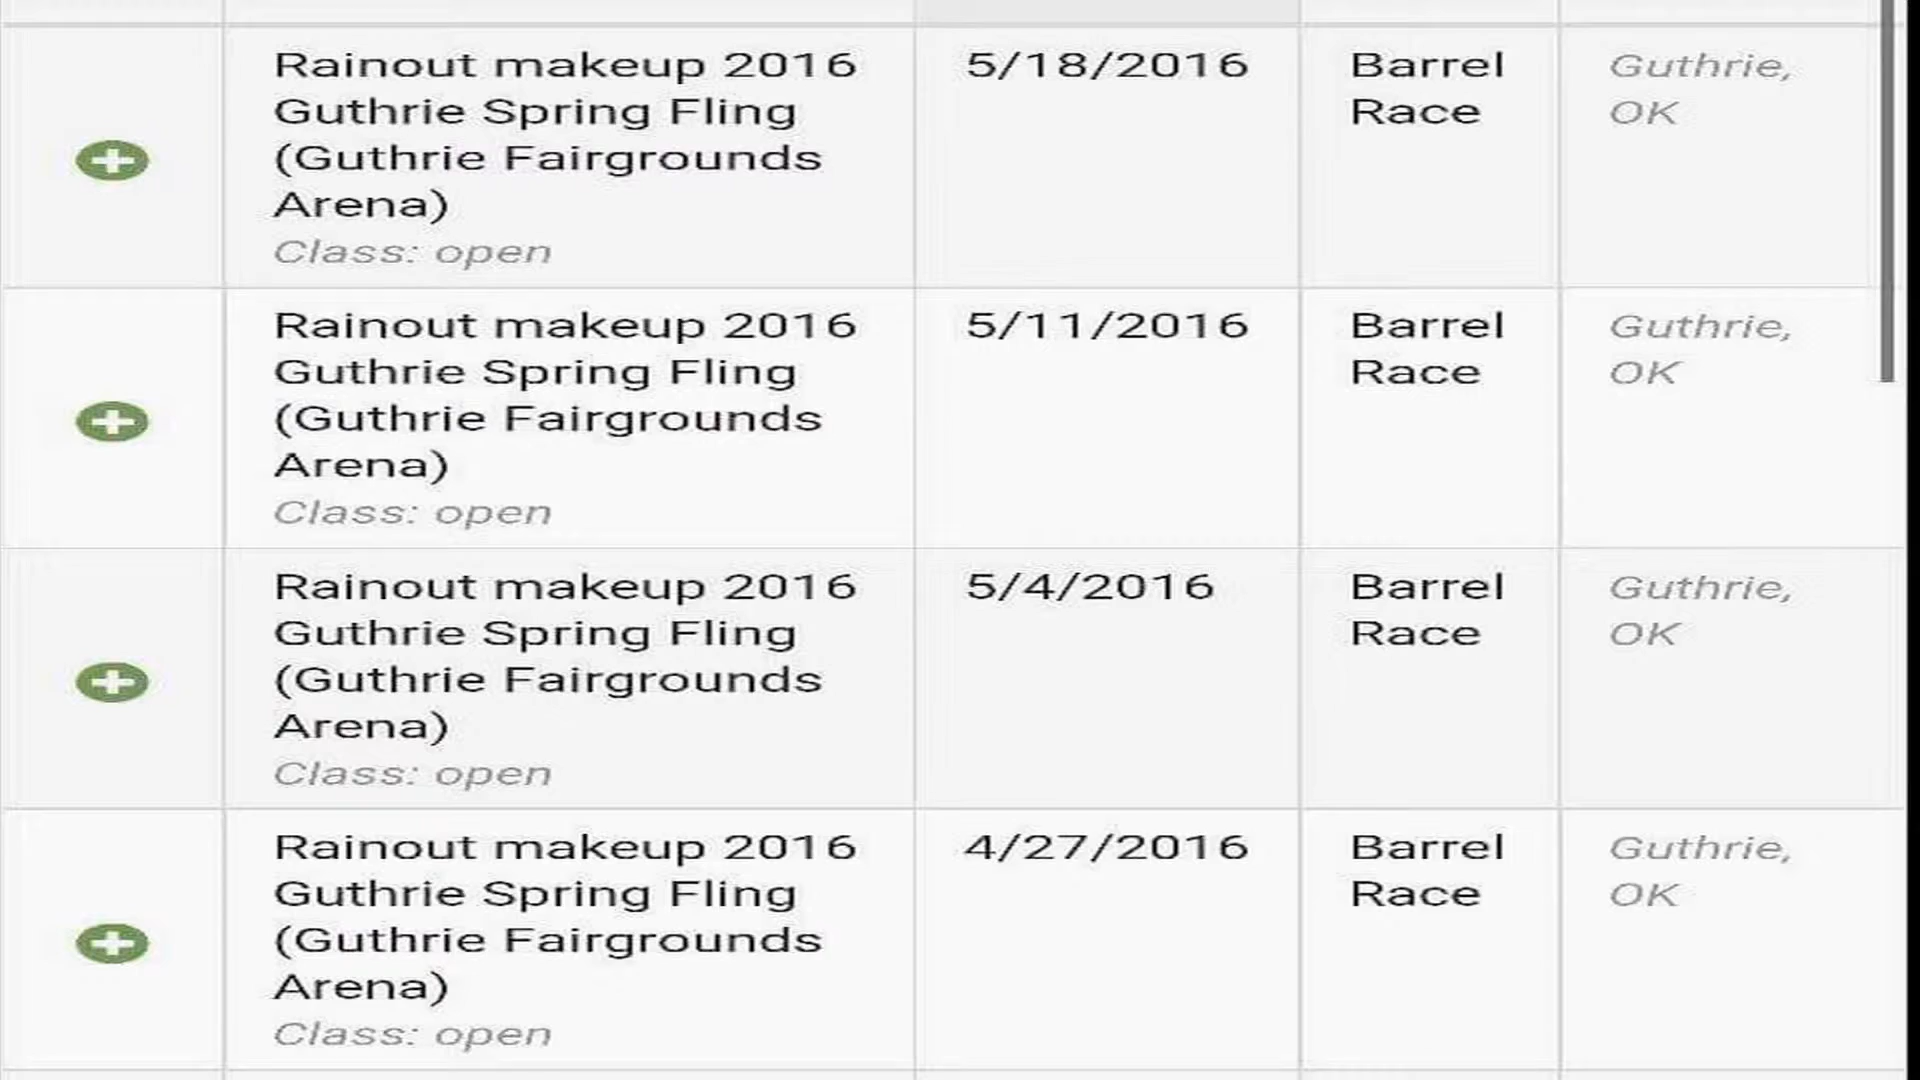 Rainout makeup 2016
Guthrie Spring Fling
(Guthrie Fairgrounds
Arena)
Class: open
5/18/2016
Barrel
Race
Guthrie,
OK
Rainout makeup 2016
Guthrie Spring Fling
(Guthrie Fairgrounds
Arena)
Class: open
5/11/2016
Barrel
Race
Guthrie,
OK
Rainout makeup 2016
Guthrie Spring Fling
(Guthrie Fairgrounds
Arena)
Class: open
5/4/2016
Barrel
Race
Guthrie,
OK
Rainout makeup 2016
Guthrie Spring Fling
(Guthrie Fairgrounds
Arena)
Class: open
4/27/2016
Barrel
Race
Guthrie,
OK